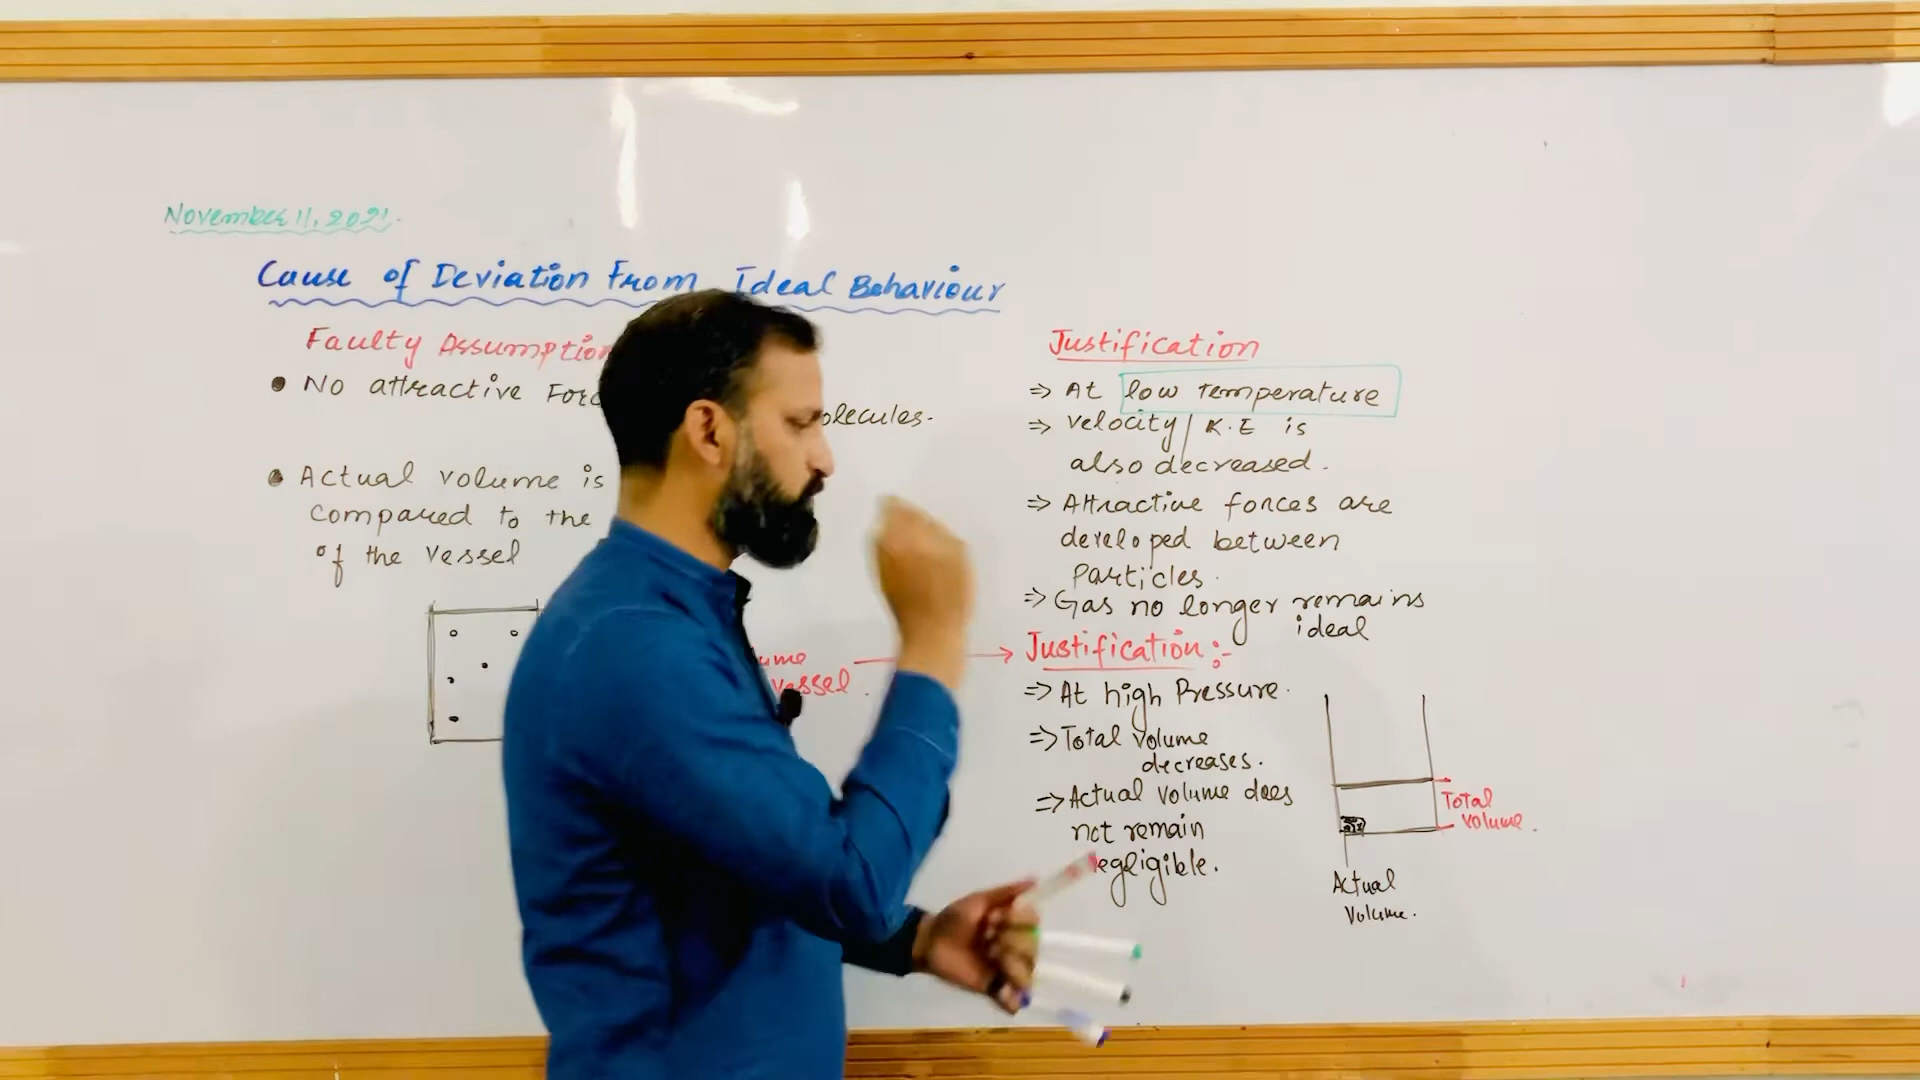 November 11, 2021.
Cause of Deviation From Ideal Behaviour
Faulty Assumption
• No attractive
olecules.
• Actual volume is
compared to the
of the vessel
ume
vessel.
Justification
⇒ At low temperature
⇒ velocity/K.E is
also decreased.
⇒ Attractive forces are
developed between
Particles.
⇒ Gas no longer remains
ideal
Justification:-
⇒ At high Pressure.
⇒ Total volume
decreases.
⇒ Actual volume does
not remain
negligible.
Total
volume.
Actual
Volume.